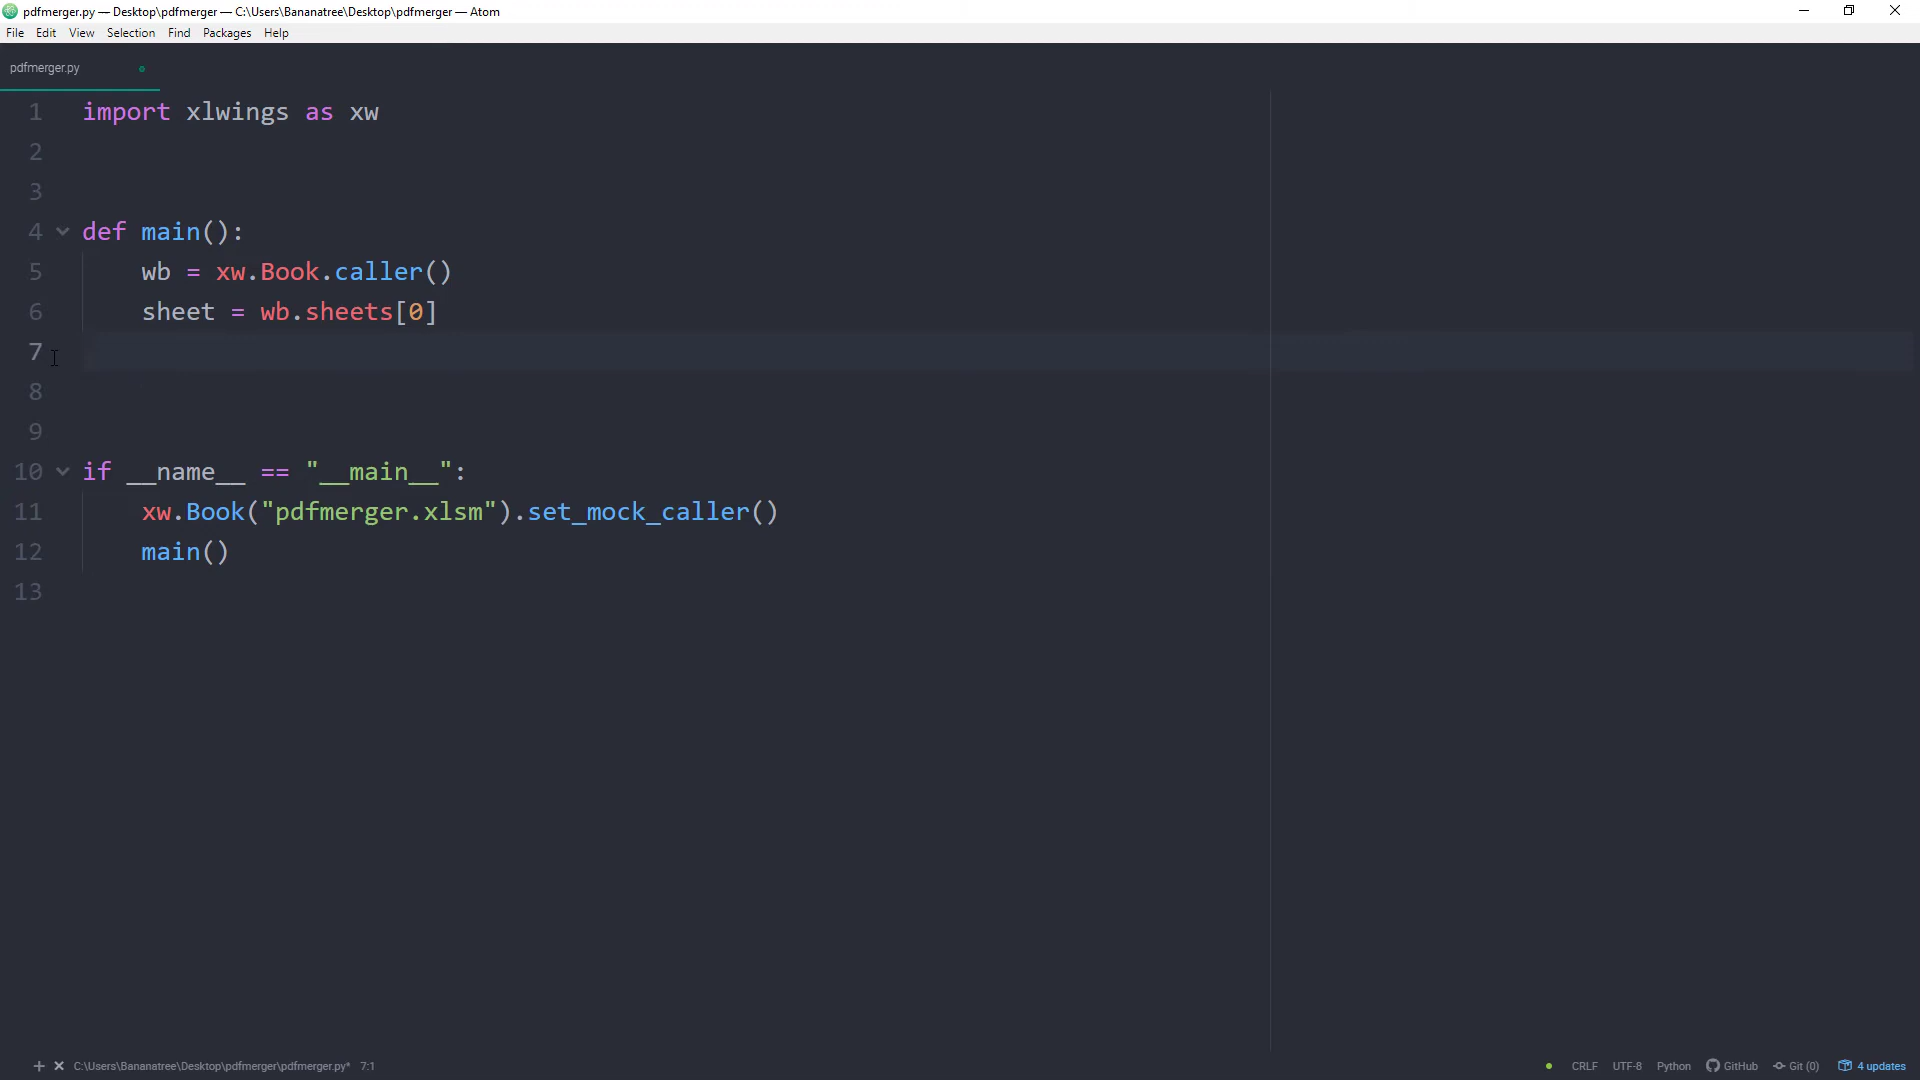 pdfmerger.py — Desktop\pdfmerger — C:\Users\Bananatree\Desktop\pdfmerger — Atom
File Edit View Selection Find Packages Help
pdfmerger.py
1 import xlwings as xw
2
3
4 def main():
5     wb = xw.Book.caller()
6     sheet = wb.sheets[0]
7
8
9
10 if __name__ == "__main__":
11     xw.Book("pdfmerger.xlsm").set_mock_caller()
12     main()
13
C:\Users\Bananatree\Desktop\pdfmerger\pdfmerger.py* 7:1 CRLF UTF-8 Python GitHub Git (0) 4 updates